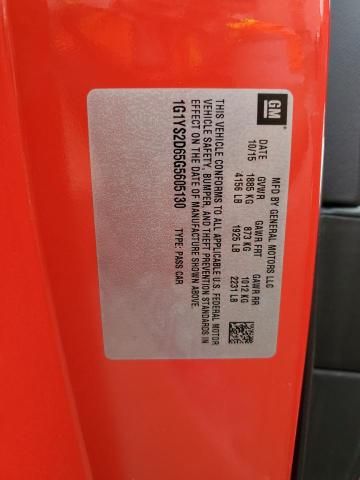 GM
MFD BY GENERAL MOTORS LLC
DATE GVWR GAWR FRT GAWR RR
10/15 1885 KG 873 KG 1012 KG
4156 LB 1925 LB 2231 LB
THIS VEHICLE CONFORMS TO ALL APPLICABLE U.S. FEDERAL MOTOR
VEHICLE SAFETY, BUMPER, AND THEFT PREVENTION STANDARDS IN
EFFECT ON THE DATE OF MANUFACTURE SHOWN ABOVE.
1G1YS2D65G5605130 TYPE: PASS CAR